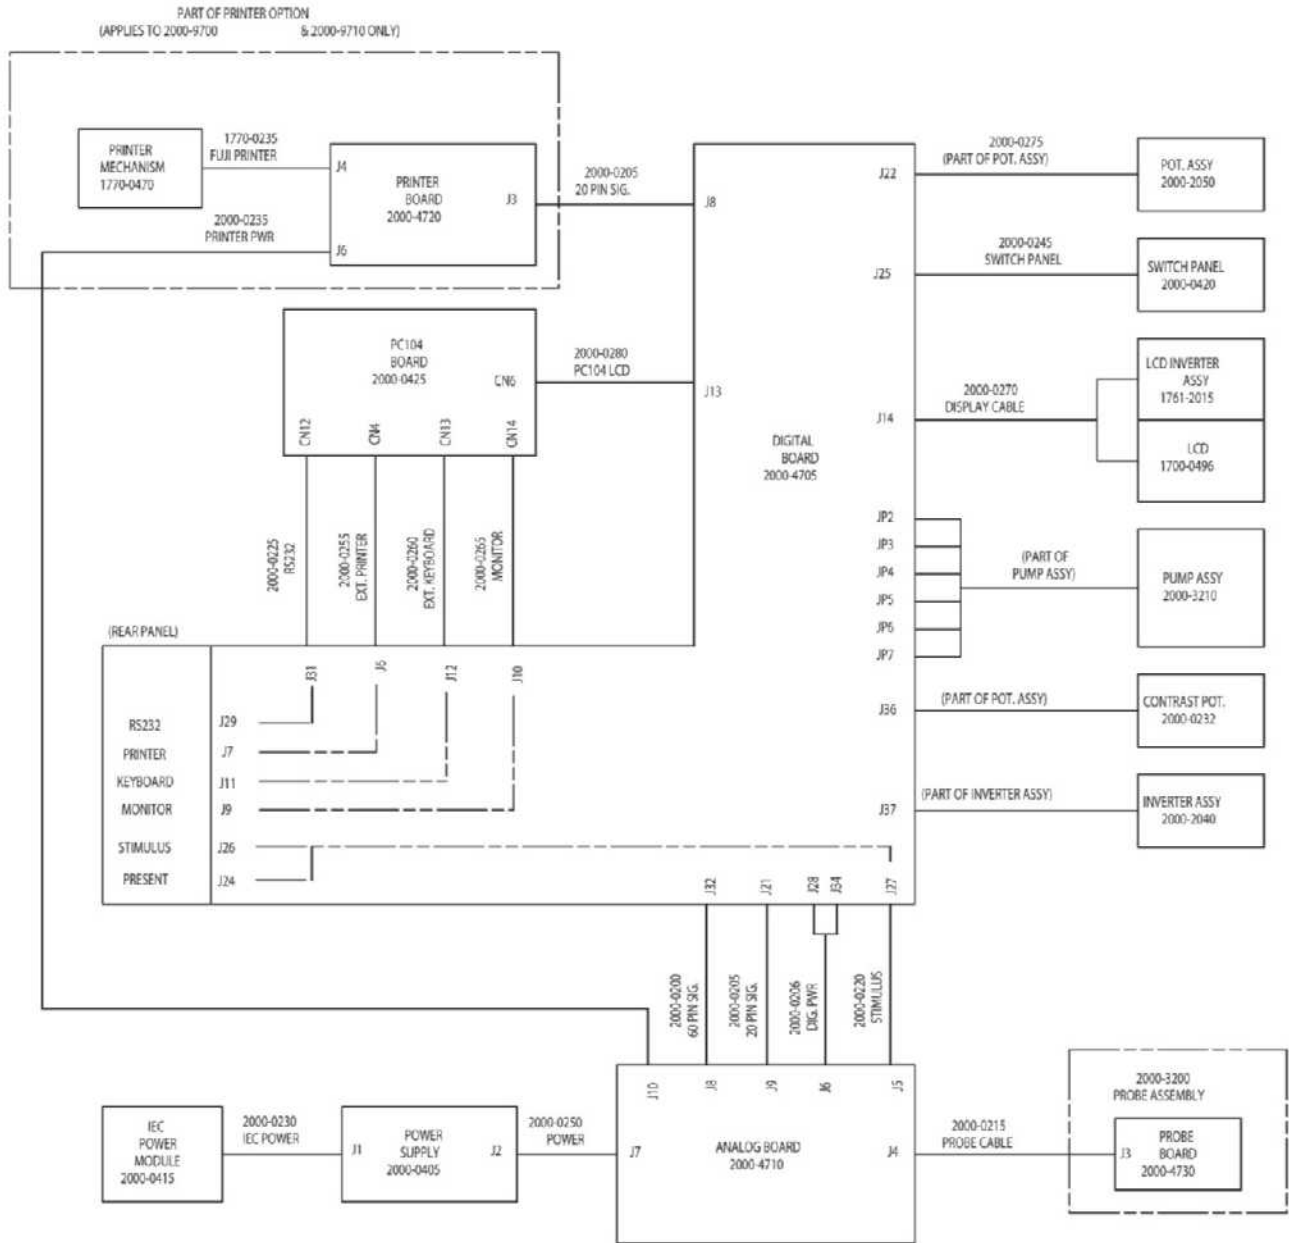 PART OF PRINTER OPTION
(APPLIES TO 2000-9700 & 2000-9710 ONLY)
PRINTER
MECHANISM
1770-0470
1770-0235
FUJI PRINTER
2000-0235
PRINTER PWR
J4
PRINTER
BOARD
2000-4720
J3
J6
2000-0205
20 PIN SIG.
J8
J22
2000-0275
(PART OF POT. ASSY)
POT. ASSY
2000-2050
J25
2000-0245
SWITCH PANEL
SWITCH PANEL
2000-0420
PC104
BOARD
2000-0425
CN6
CN12
CN4
CN13
CN14
2000-0280
PC104 LCD
J13
DIGITAL
BOARD
2000-4705
J14
2000-0270
DISPLAY CABLE
LCD INVERTER
ASSY
1761-2015
LCD
1700-0496
JP2
JP3
JP4
JP5
JP6
JP7
(PART OF
PUMP ASSY)
PUMP ASSY
2000-3210
2000-0225
RS232
2000-0255
EXT. PRINTER
2000-0260
EXT. KEYBOARD
2000-0265
MONITOR
(REAR PANEL)
J31
J6
J12
J10
RS232
J29
PRINTER
J7
KEYBOARD
J11
MONITOR
J9
STIMULUS
J26
PRESENT
J24
J36
(PART OF POT. ASSY)
CONTRAST POT.
2000-0232
J37
(PART OF INVERTER ASSY)
INVERTER ASSY
2000-2040
J32
J21
J28
J34
J27
2000-0200
60 PIN SIG.
2000-0205
20 PIN SIG.
2000-0206
DIG. PWR
2000-0220
STIMULUS
J10
J8
J9
J6
J5
IEC
POWER
MODULE
2000-0415
2000-0230
IEC POWER
J1
POWER
SUPPLY
2000-0405
J2
2000-0250
POWER
J7
ANALOG BOARD
2000-4710
J4
2000-0215
PROBE CABLE
2000-3200
PROBE ASSEMBLY
J3
PROBE
BOARD
2000-4730